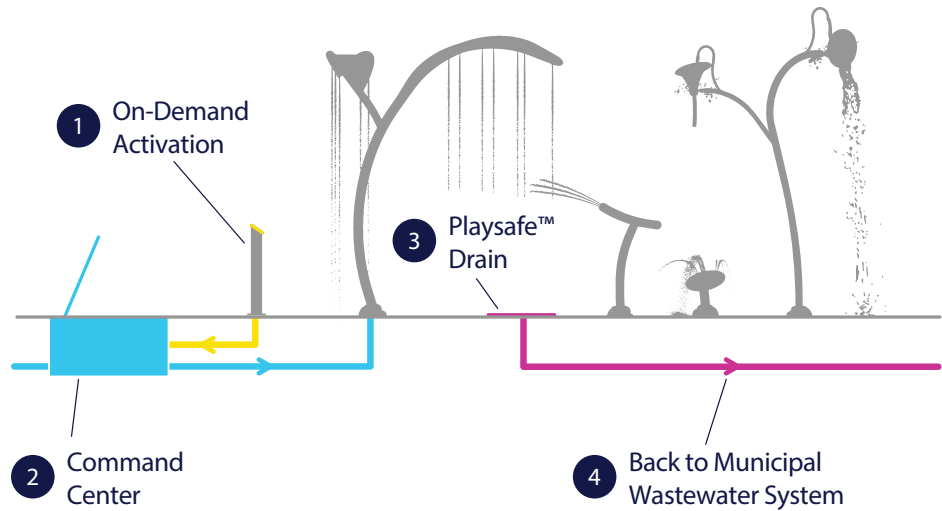 1 On-Demand
Activation
3 Playsafe™
Drain
2 Command
Center
4 Back to Municipal
Wastewater System